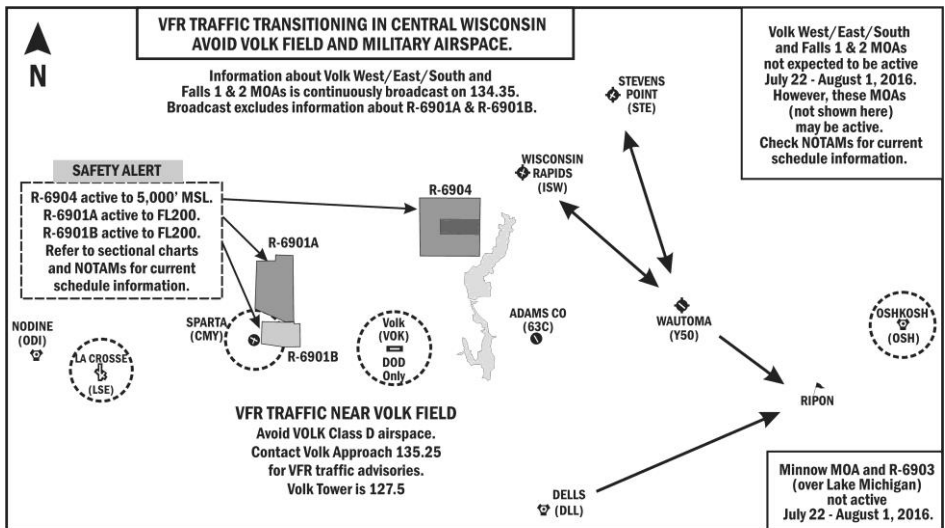 VFR TRAFFIC TRANSITIONING IN CENTRAL WISCONSIN
AVOID VOLK FIELD AND MILITARY AIRSPACE.
N
Information about Volk West/East/South and
Falls 1 & 2 MOAs is continuously broadcast on 134.35.
Broadcast excludes information about R-6901A & R-6901B.
Volk West/East/South
and Falls 1 & 2 MOAs
not expected to be active
July 22 - August 1, 2016.
However, these MOAs
(not shown here)
may be active.
Check NOTAMs for current
schedule information.
STEVENS
POINT
(STE)
WISCONSIN
RAPIDS
(ISW)
SAFETY ALERT
R-6904 active to 5,000' MSL.
R-6901A active to FL200.
R-6901B active to FL200.
Refer to sectional charts
and NOTAMs for current
schedule information.
R-6904
R-6901A
NODINE
(ODI)
LA CROSSE
(LSE)
SPARTA
(CMY)
R-6901B
Volk
(VOK)
DOD
Only
ADAMS CO
(63C)
WAUTOMA
(Y50)
OSHKOSH
(OSH)
RIPON
VFR TRAFFIC NEAR VOLK FIELD
Avoid VOLK Class D airspace.
Contact Volk Approach 135.25
for VFR traffic advisories.
Volk Tower is 127.5
DELLS
(DLL)
Minnow MOA and R-6903
(over Lake Michigan)
not active
July 22 - August 1, 2016.